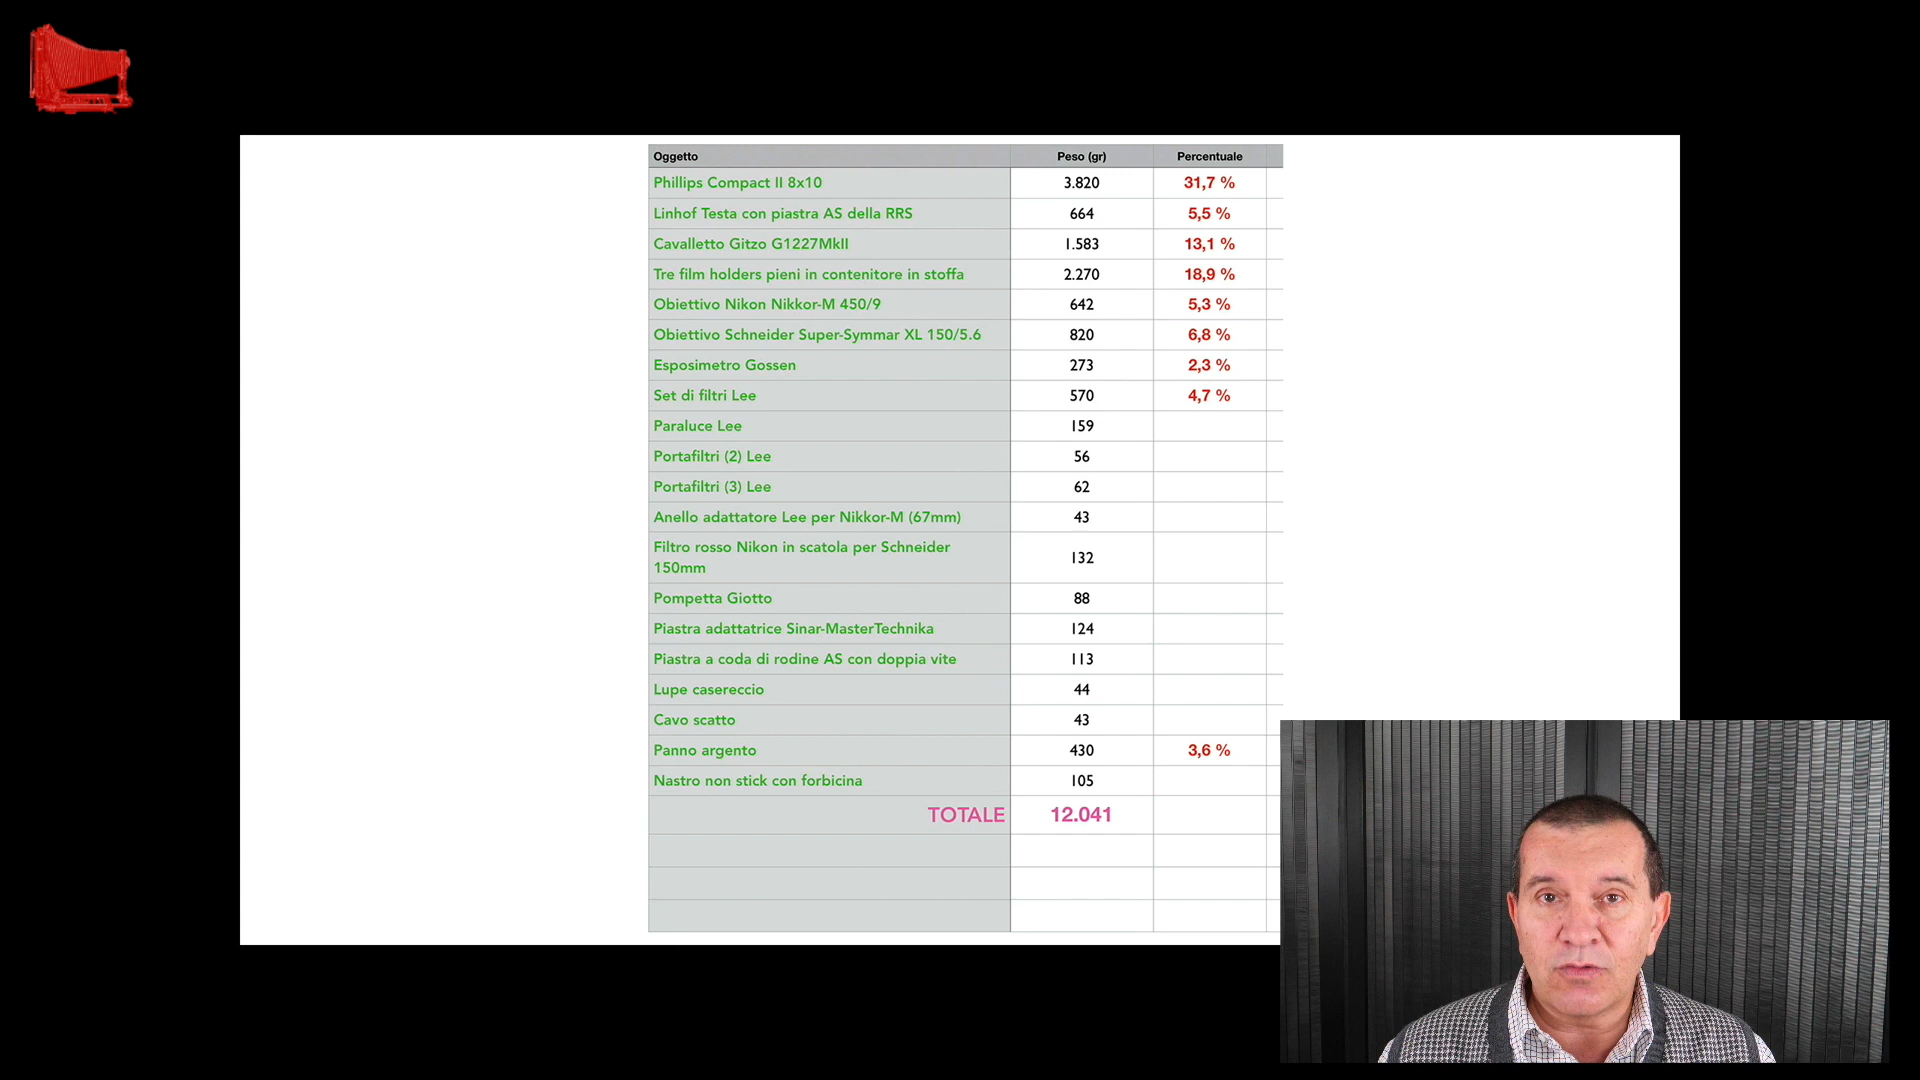 Oggetto Peso (gr) Percentuale
Phillips Compact II 8x10 3.820 31,7 %
Linhof Testa con piastra AS della RRS 664 5,5 %
Cavalletto Gitzo G1227MkII 1.583 13,1 %
Tre film holders pieni in contenitore in stoffa 2.270 18,9 %
Obiettivo Nikon Nikkor-M 450/9 642 5,3 %
Obiettivo Schneider Super-Symmar XL 150/5.6 820 6,8 %
Esposimetro Gossen 273 2,3 %
Set di filtri Lee 570 4,7 %
Paraluce Lee 159
Portafiltri (2) Lee 56
Portafiltri (3) Lee 62
Anello adattatore Lee per Nikkor-M (67mm) 43
Filtro rosso Nikon in scatola per Schneider
150mm 132
Pompetta Giotto 88
Piastra adattatrice Sinar-MasterTechnika 124
Piastra a coda di rodine AS con doppia vite 113
Lupe casereccio 44
Cavo scatto 43
Panno argento 430 3,6 %
Nastro non stick con forbicina 105
TOTALE 12.041